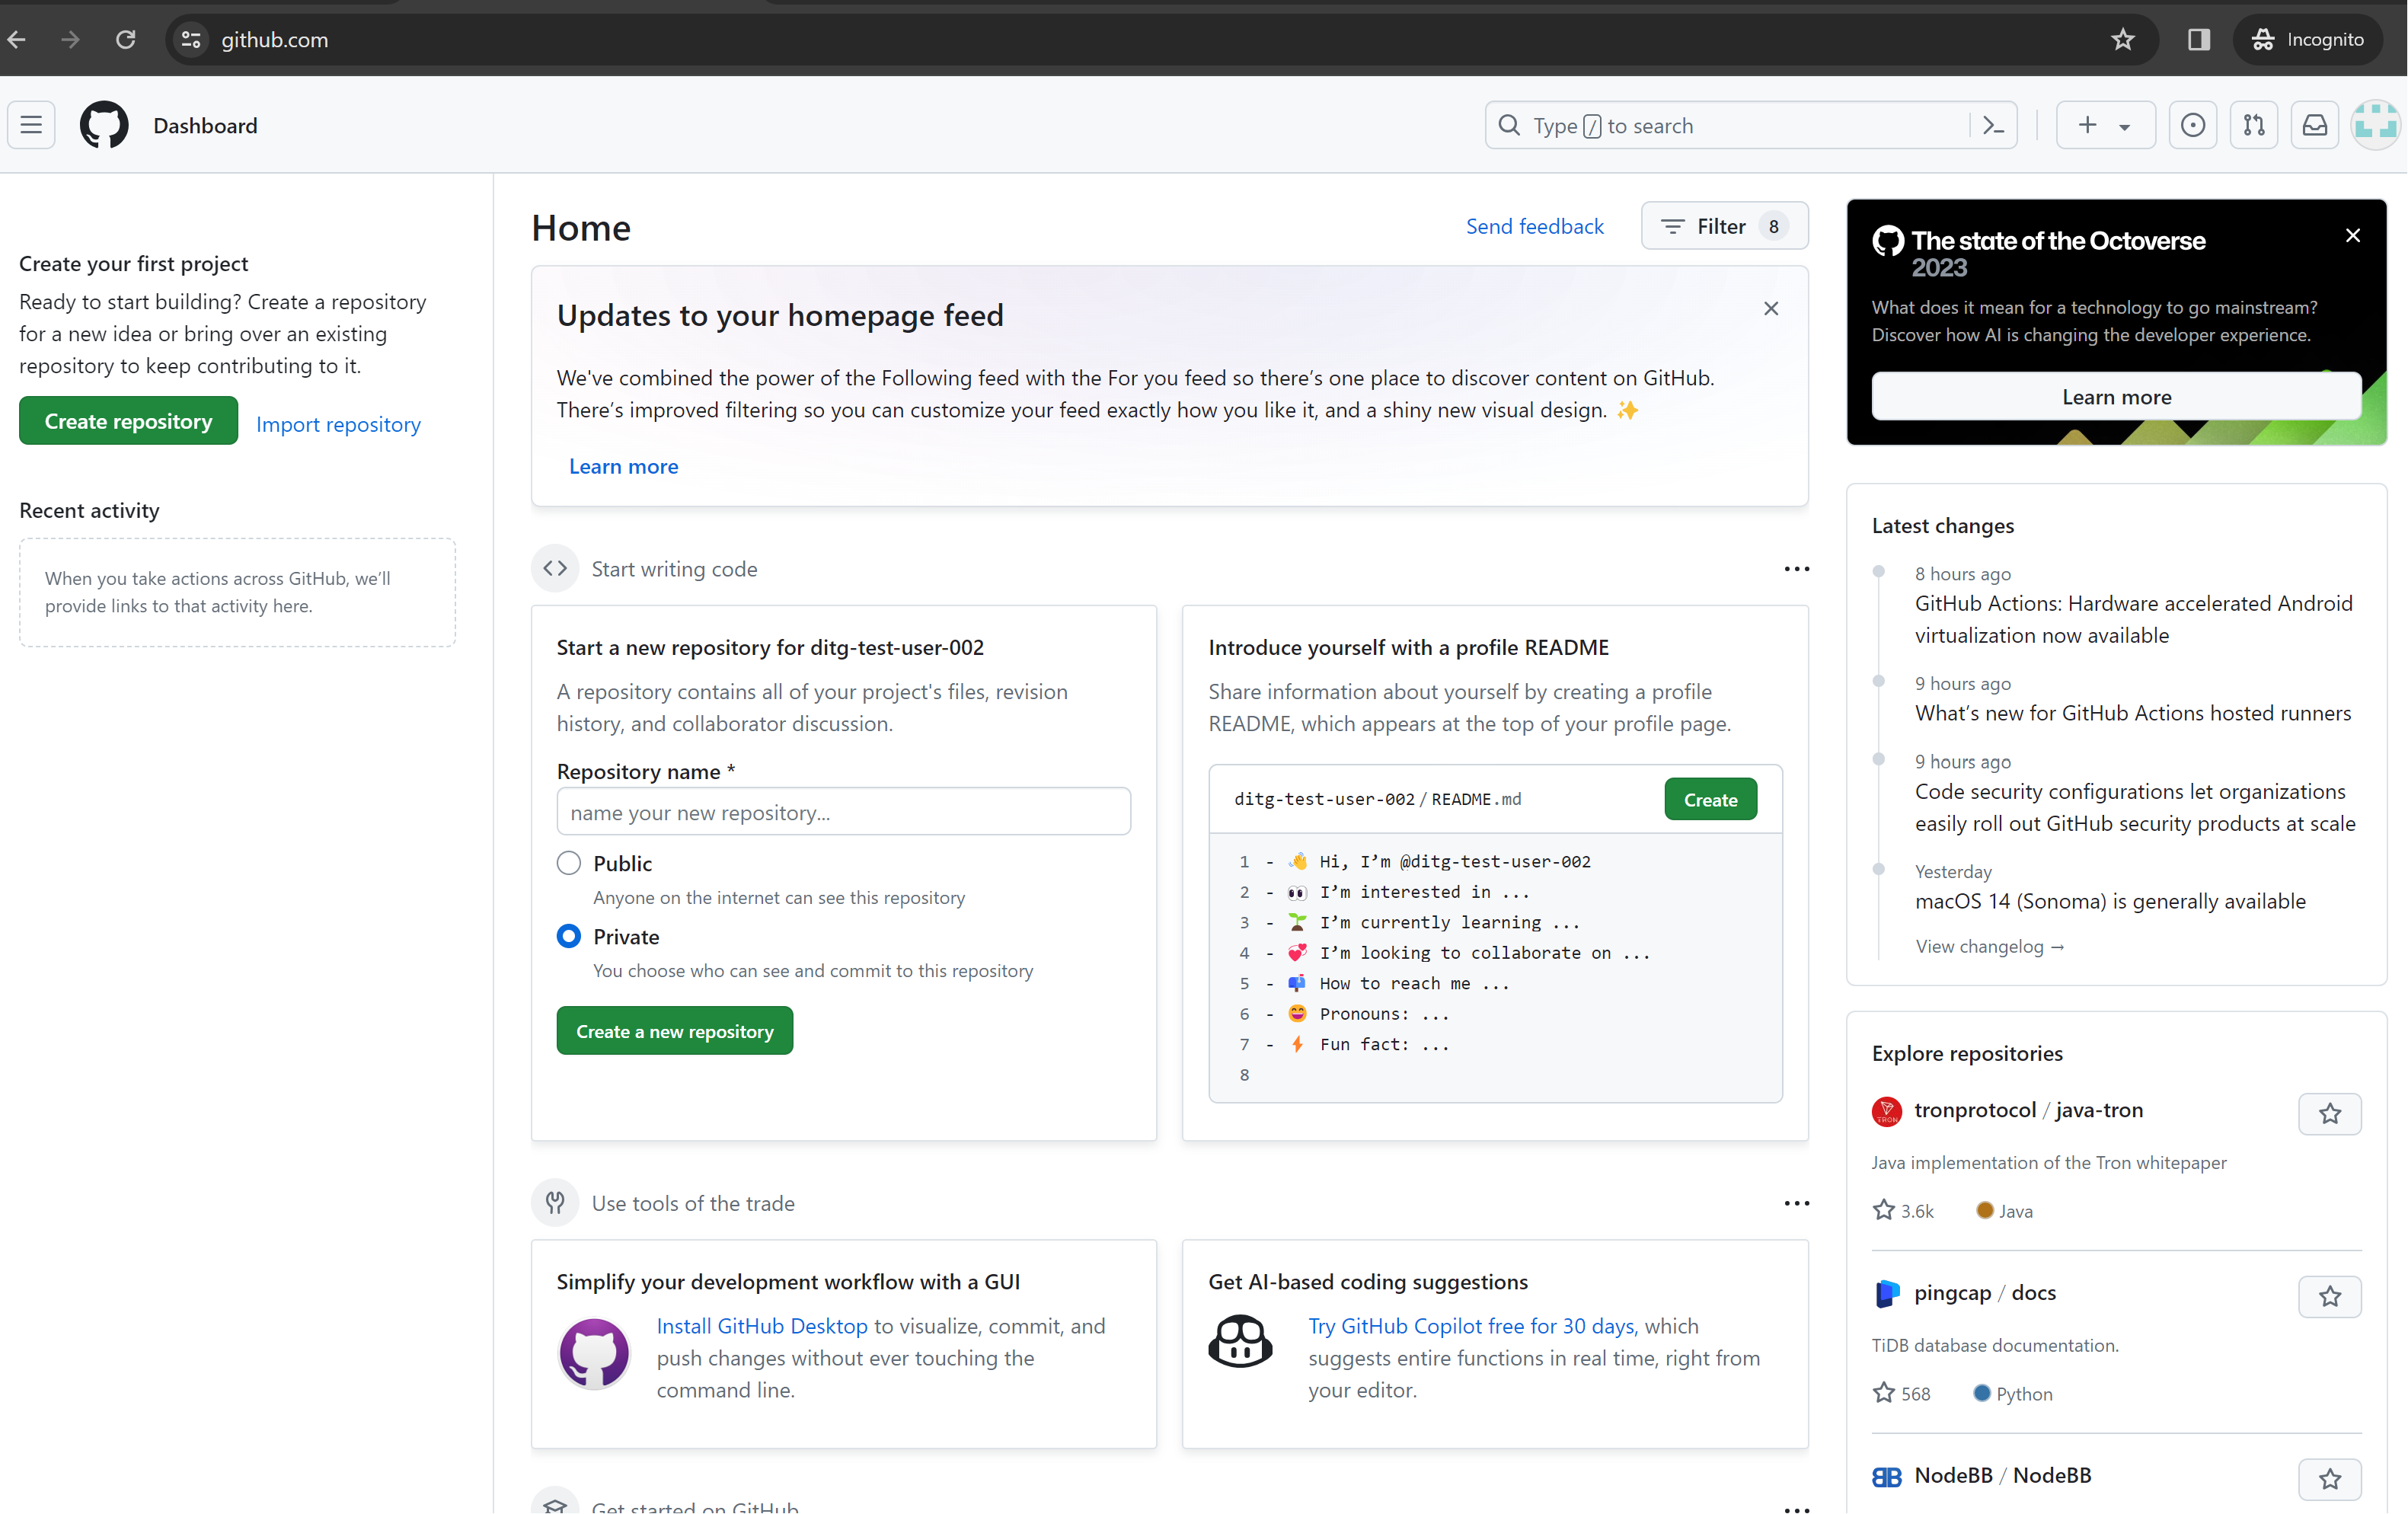 github.com
Incognito
Dashboard
Type / to search
Create your first project
Ready to start building? Create a repository
for a new idea or bring over an existing
repository to keep contributing to it.
Create repository
Import repository
Recent activity
When you take actions across GitHub, we’ll
provide links to that activity here.
Home
Send feedback
Filter 8
Updates to your homepage feed
We've combined the power of the Following feed with the For you feed so there’s one place to discover content on GitHub.
There’s improved filtering so you can customize your feed exactly how you like it, and a shiny new visual design. ✨
Learn more
Start writing code
Start a new repository for ditg-test-user-002
A repository contains all of your project's files, revision
history, and collaborator discussion.
Repository name *
name your new repository...
Public
Anyone on the internet can see this repository
Private
You choose who can see and commit to this repository
Create a new repository
Introduce yourself with a profile README
Share information about yourself by creating a profile
README, which appears at the top of your profile page.
ditg-test-user-002 / README.md
Create
1 - 👋 Hi, I’m @ditg-test-user-002
2 - 👀 I’m interested in ...
3 - 🌱 I’m currently learning ...
4 - 💞️ I’m looking to collaborate on ...
5 - 📫 How to reach me ...
6 - 😄 Pronouns: ...
7 - ⚡ Fun fact: ...
8
Use tools of the trade
Simplify your development workflow with a GUI
Install GitHub Desktop to visualize, commit, and
push changes without ever touching the
command line.
Get AI-based coding suggestions
Try GitHub Copilot free for 30 days, which
suggests entire functions in real time, right from
your editor.
Get started on GitHub
The state of the Octoverse
2023
What does it mean for a technology to go mainstream?
Discover how AI is changing the developer experience.
Learn more
Latest changes
8 hours ago
GitHub Actions: Hardware accelerated Android
virtualization now available
9 hours ago
What’s new for GitHub Actions hosted runners
9 hours ago
Code security configurations let organizations
easily roll out GitHub security products at scale
Yesterday
macOS 14 (Sonoma) is generally available
View changelog →
Explore repositories
TRON
tronprotocol / java-tron
Java implementation of the Tron whitepaper
3.6k
Java
pingcap / docs
TiDB database documentation.
568
Python
NodeBB / NodeBB